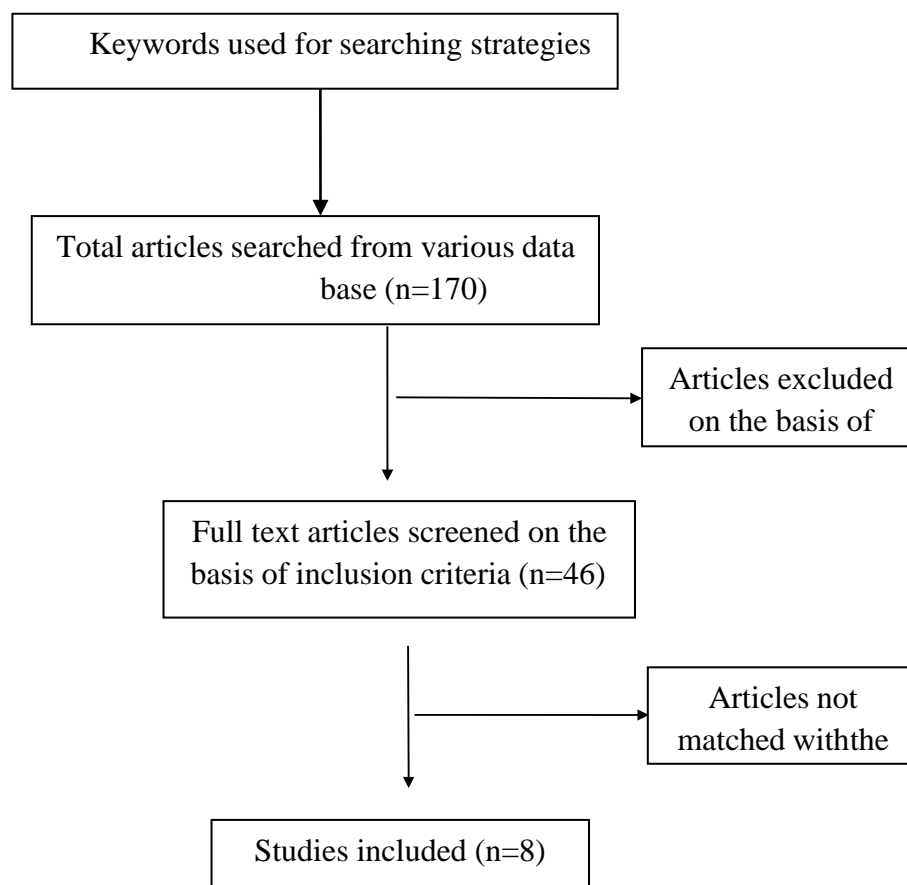 Keywords used for searching strategies
Total articles searched from various data
base (n=170)
Articles excluded
on the basis of
Full text articles screened on the
basis of inclusion criteria (n=46)
Articles not
matched withthe
Studies included (n=8)